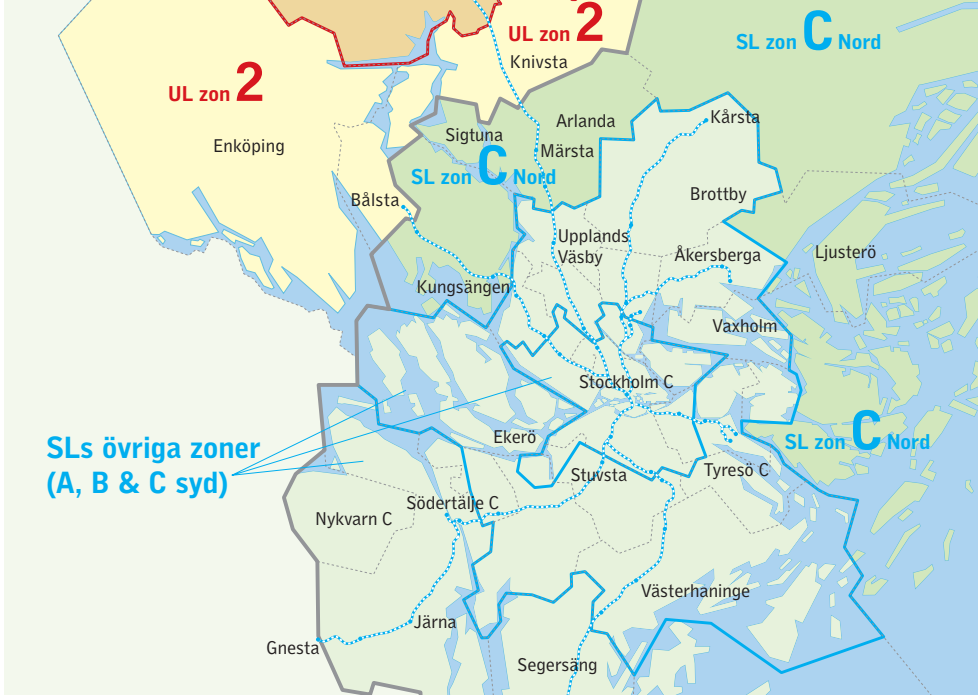 UL zon 2
Knivsta
SL zon C Nord
UL zon 2
Enköping
Sigtuna
Arlanda
Märsta
Kårsta
SL zon C Nord
Bålsta
Brottby
Upplands
Väsby
Åkersberga
Ljusterö
Kungsängen
Vaxholm
Stockholm C
Ekerö
SL zon C Nord
SLs övriga zoner
(A, B & C syd)
Stuvsta
Tyresö C
Södertälje C
Nykvarn C
Västerhaninge
Järna
Gnesta
Segersäng